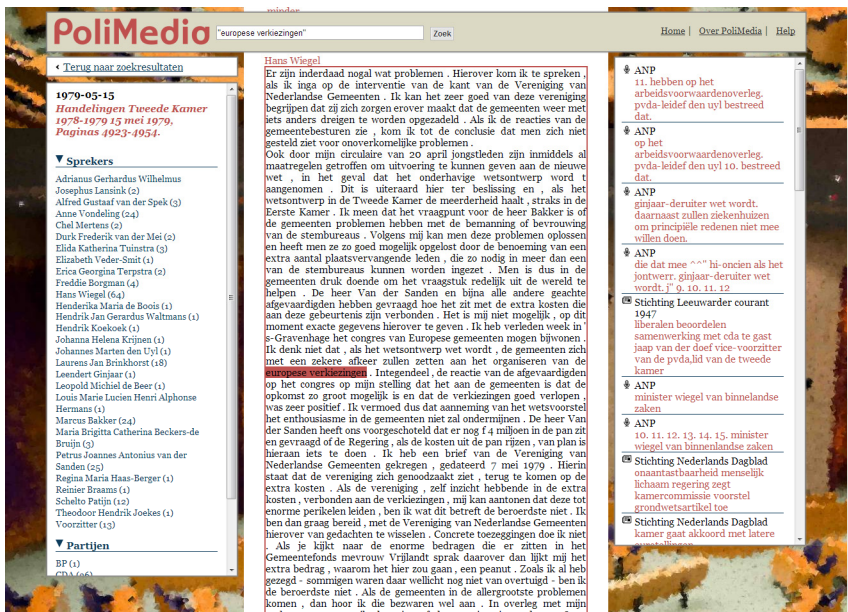 minder
PoliMedia
"europese verkiezingen"
Zoek
Home | Over PoliMedia | Help
‹ Terug naar zoekresultaten
1979-05-15
Handelingen Tweede Kamer
1978-1979 15 mei 1979,
Paginas 4923-4954.
Sprekers
Adrianus Gerhardus Wilhelmus
Josephus Lansink (2)
Alfred Gustaaf van der Spek (3)
Anne Vondeling (24)
Chel Mertens (2)
Durk Frederik van der Mei (2)
Elida Katherina Tuinstra (3)
Elizabeth Veder-Smit (1)
Erica Georgina Terpstra (2)
Freddie Borgman (4)
Hans Wiegel (64)
Henderika Maria de Boois (1)
Hendrik Jan Gerardus Waltmans (1)
Hendrik Koekoek (1)
Johanna Helena Krijnen (1)
Johannes Marten den Uyl (1)
Laurens Jan Brinkhorst (18)
Leendert Ginjaar (1)
Leopold Michiel de Beer (1)
Louis Marie Lucien Henri Alphonse
Hermans (1)
Marcus Bakker (24)
Maria Brigitta Catherina Beckers-de
Bruijn (3)
Petrus Joannes Antonius van der
Sanden (25)
Regina Maria Haas-Berger (1)
Reinier Braams (1)
Schelto Patijn (12)
Theodoor Hendrik Joekes (1)
Voorzitter (13)
Partijen
BP (1)
Hans Wiegel
Er zijn inderdaad nogal wat problemen . Hierover kom ik te spreken ,
als ik inga op de interventie van de kant van de Vereniging van
Nederlandse Gemeenten . Ik kan het zeer goed van deze vereniging
begrijpen dat zij zich zorgen erover maakt dat de gemeenten weer met
iets anders dreigen te worden opgezadeld . Als ik de reacties van de
gemeentebesturen zie , kom ik tot de conclusie dat men zich niet
gesteld ziet voor onoverkomelijke problemen .
Ook door mijn circulaire van 20 april jongstleden zijn inmiddels al
maatregelen getroffen om uitvoering te kunnen geven aan de nieuwe
wet , in het geval dat het onderhavige wetsontwerp word t
aangenomen . Dit is uiteraard hier ter beslissing en , als het
wetsontwerp in de Tweede Kamer de meerderheid haalt , straks in de
Eerste Kamer . Ik meen dat het vraagpunt voor de heer Bakker is of
de gemeenten problemen hebben met de bemanning of bevrouwing
van de stembureaus . Volgens mij kan men deze problemen oplossen
en heeft men ze zo goed mogelijk opgelost door de benoeming van een
extra aantal plaatsvervangende leden , die zo nodig in meer dan een
van de stembureaus kunnen worden ingezet . Men is dus in de
gemeenten druk doende om het vraagstuk redelijk uit de wereld te
helpen . De heer Van der Sanden en bijna alle andere geachte
afgevaardigden hebben gevraagd hoe het zit met de extra kosten die
aan deze gebeurtenis zijn verbonden . Het is mij niet mogelijk , op dit
moment exacte gegevens hierover te geven . Ik heb verleden week in '
s-Gravenhage het congres van Europese gemeenten mogen bijwonen .
Ik denk niet dat , als het wetsontwerp wet wordt , de gemeenten zich
met een zekere afkeer zullen zetten aan het organiseren van de
europese verkiezingen . Integendeel , de reactie van de afgevaardigden
op het congres op mijn stelling dat het aan de gemeenten is dat de
opkomst zo groot mogelijk is en dat de verkiezingen goed verlopen ,
was zeer positief . Ik vermoed dus dat aanneming van het wetsvoorstel
het enthousiasme in de gemeenten niet zal ondermijnen . De heer Van
der Sanden heeft ons voorgeschoteld dat er nog f 4 miljoen in de pan zit
en gevraagd of de Regering , als de kosten uit de pan rijzen , van plan is
hieraan iets te doen . Ik heb een brief van de Vereniging van
Nederlandse Gemeenten gekregen , gedateerd 7 mei 1979 . Hierin
staat dat de vereniging zich genoodzaakt ziet , terug te komen op de
extra kosten . Als de vereniging , zelf inzicht hebbende in de extra
kosten , verbonden aan de verkiezingen , mij kan aantonen dat deze tot
enorme perikelen leiden , ben ik wat dit betreft de beroerdste niet . Ik
ben dan graag bereid , met de Vereniging van Nederlandse Gemeenten
hierover van gedachten te wisselen . Concrete toezeggingen doe ik niet
. Als je kijkt naar de enorme bedragen die er zitten in het
Gemeentefonds mevrouw Vrijlandt sprak daarover dan lijkt mij het
extra bedrag , waarom het hier zou gaan , een peanut . Zoals ik al heb
gezegd - sommigen waren daar wellicht nog niet van overtuigd - ben ik
de beroerdste niet . Als de gemeenten in de allergrootste problemen
komen , dan hoor ik die bezwaren wel aan . In overleg met mijn
ANP
11. hebben op het
arbeidsvoorwaardenoverleg.
pvda-leidef den uyl bestreed
dat.
ANP
op het
arbeidsvoorwaardenoverleg.
pvda-leidef den uyl 10. bestreed
dat.
ANP
ginjaar-deruiter wet wordt.
daarnaast zullen ziekenhuizen
om principiële redenen niet mee
willen doen.
ANP
die dat mee ^^" hi-oncien als het
jontwerr. ginjaar-deruiter wet
wordt. j" 9. 10. 11. 12
Stichting Leeuwarder courant
1947
liberalen beoordelen
samenwerking met cda te gast
jaap van der doef vice-voorzitter
van de pvda,lid van de tweede
kamer
ANP
minister wiegel van binnenlandse
zaken
ANP
10. 11. 12. 13. 14. 15. minister
wiegel van binnenlandse zaken
Stichting Nederlands Dagblad
onaantastbaarheid menselijk
lichaam regering zegt
kamercommissie voorstel
grondwetsartikel toe
Stichting Nederlands Dagblad
kamer gaat akkoord met latere